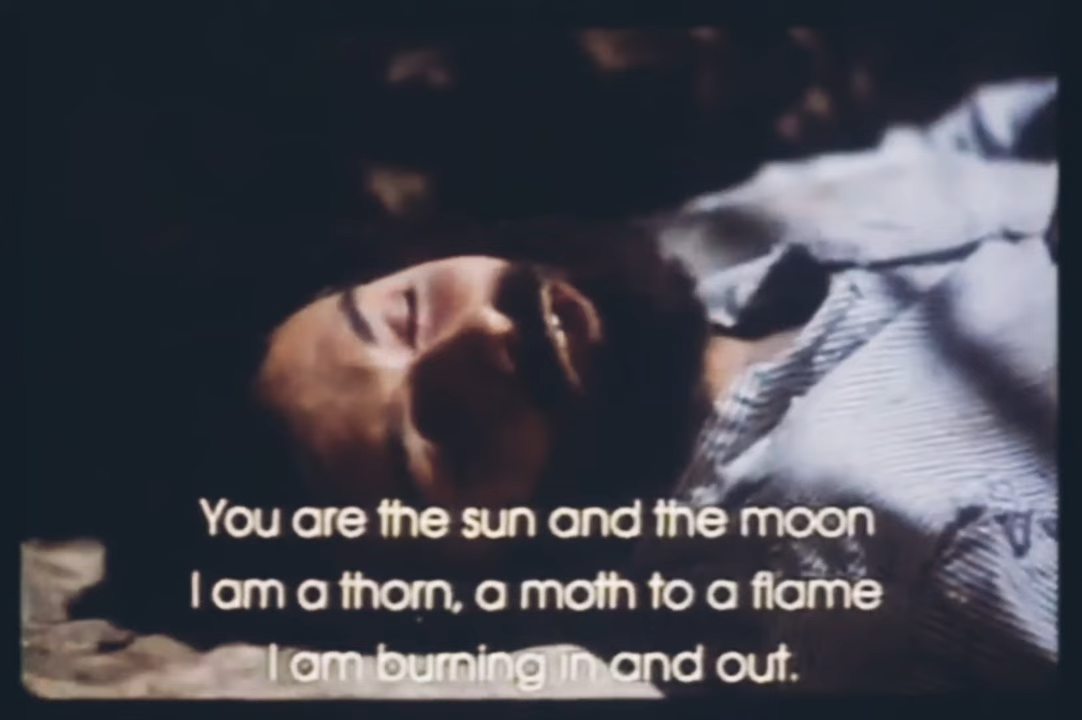 You are the sun and the moon
I am a thorn, a moth to a flame
I am burning in and out.